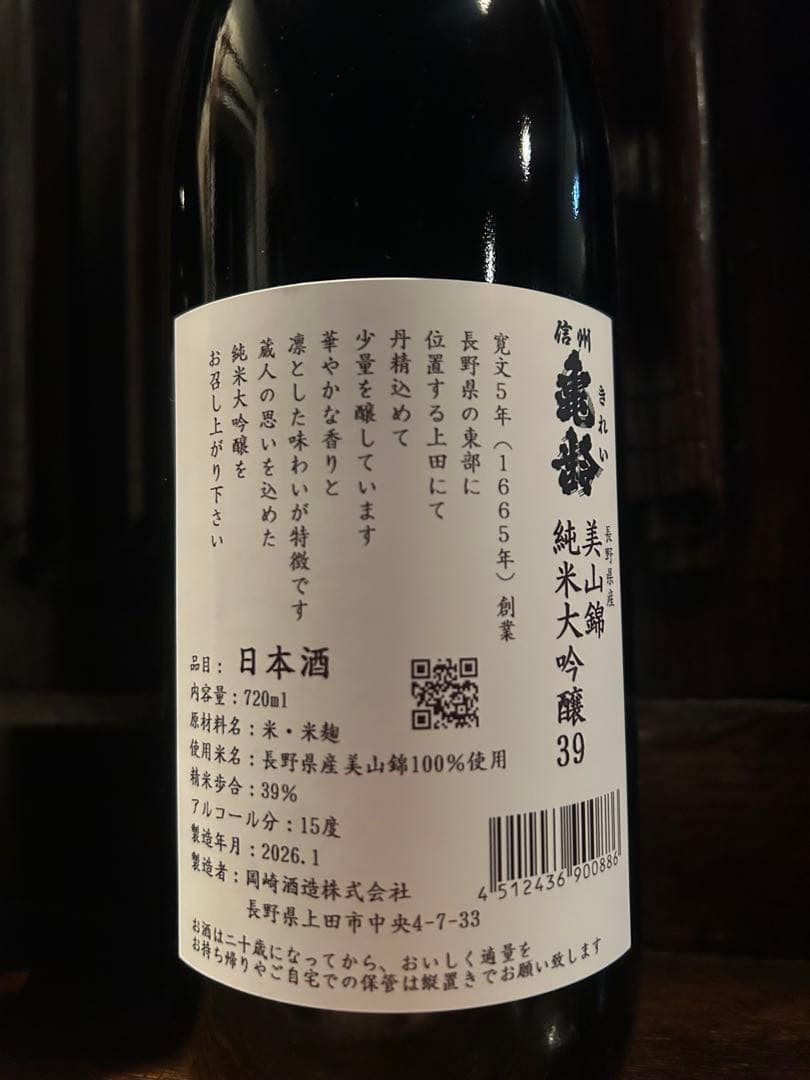 信州
亀齢
きれい
長野県産
美山錦
純米大吟醸39
寛文5年(1665年)創業
長野県の東部に
位置する上田にて
丹精込めて
少量を醸しています
華やかな香りと
凛とした味わいが特徴です
蔵人の思いを込めた
純米大吟醸を
お召し上がり下さい
品目:日本酒
内容量:720ml
原材料名:米・米麹
使用米名:長野県産美山錦100%使用
精米歩合:39%
アルコール分:15度
製造年月:2026.1
製造者:岡崎酒造株式会社
長野県上田市中央4-7-33
4512436900886
お酒は二十歳になってから、おいしく適量を
お持ち帰りやご自宅での保管は縦置きでお願い致します